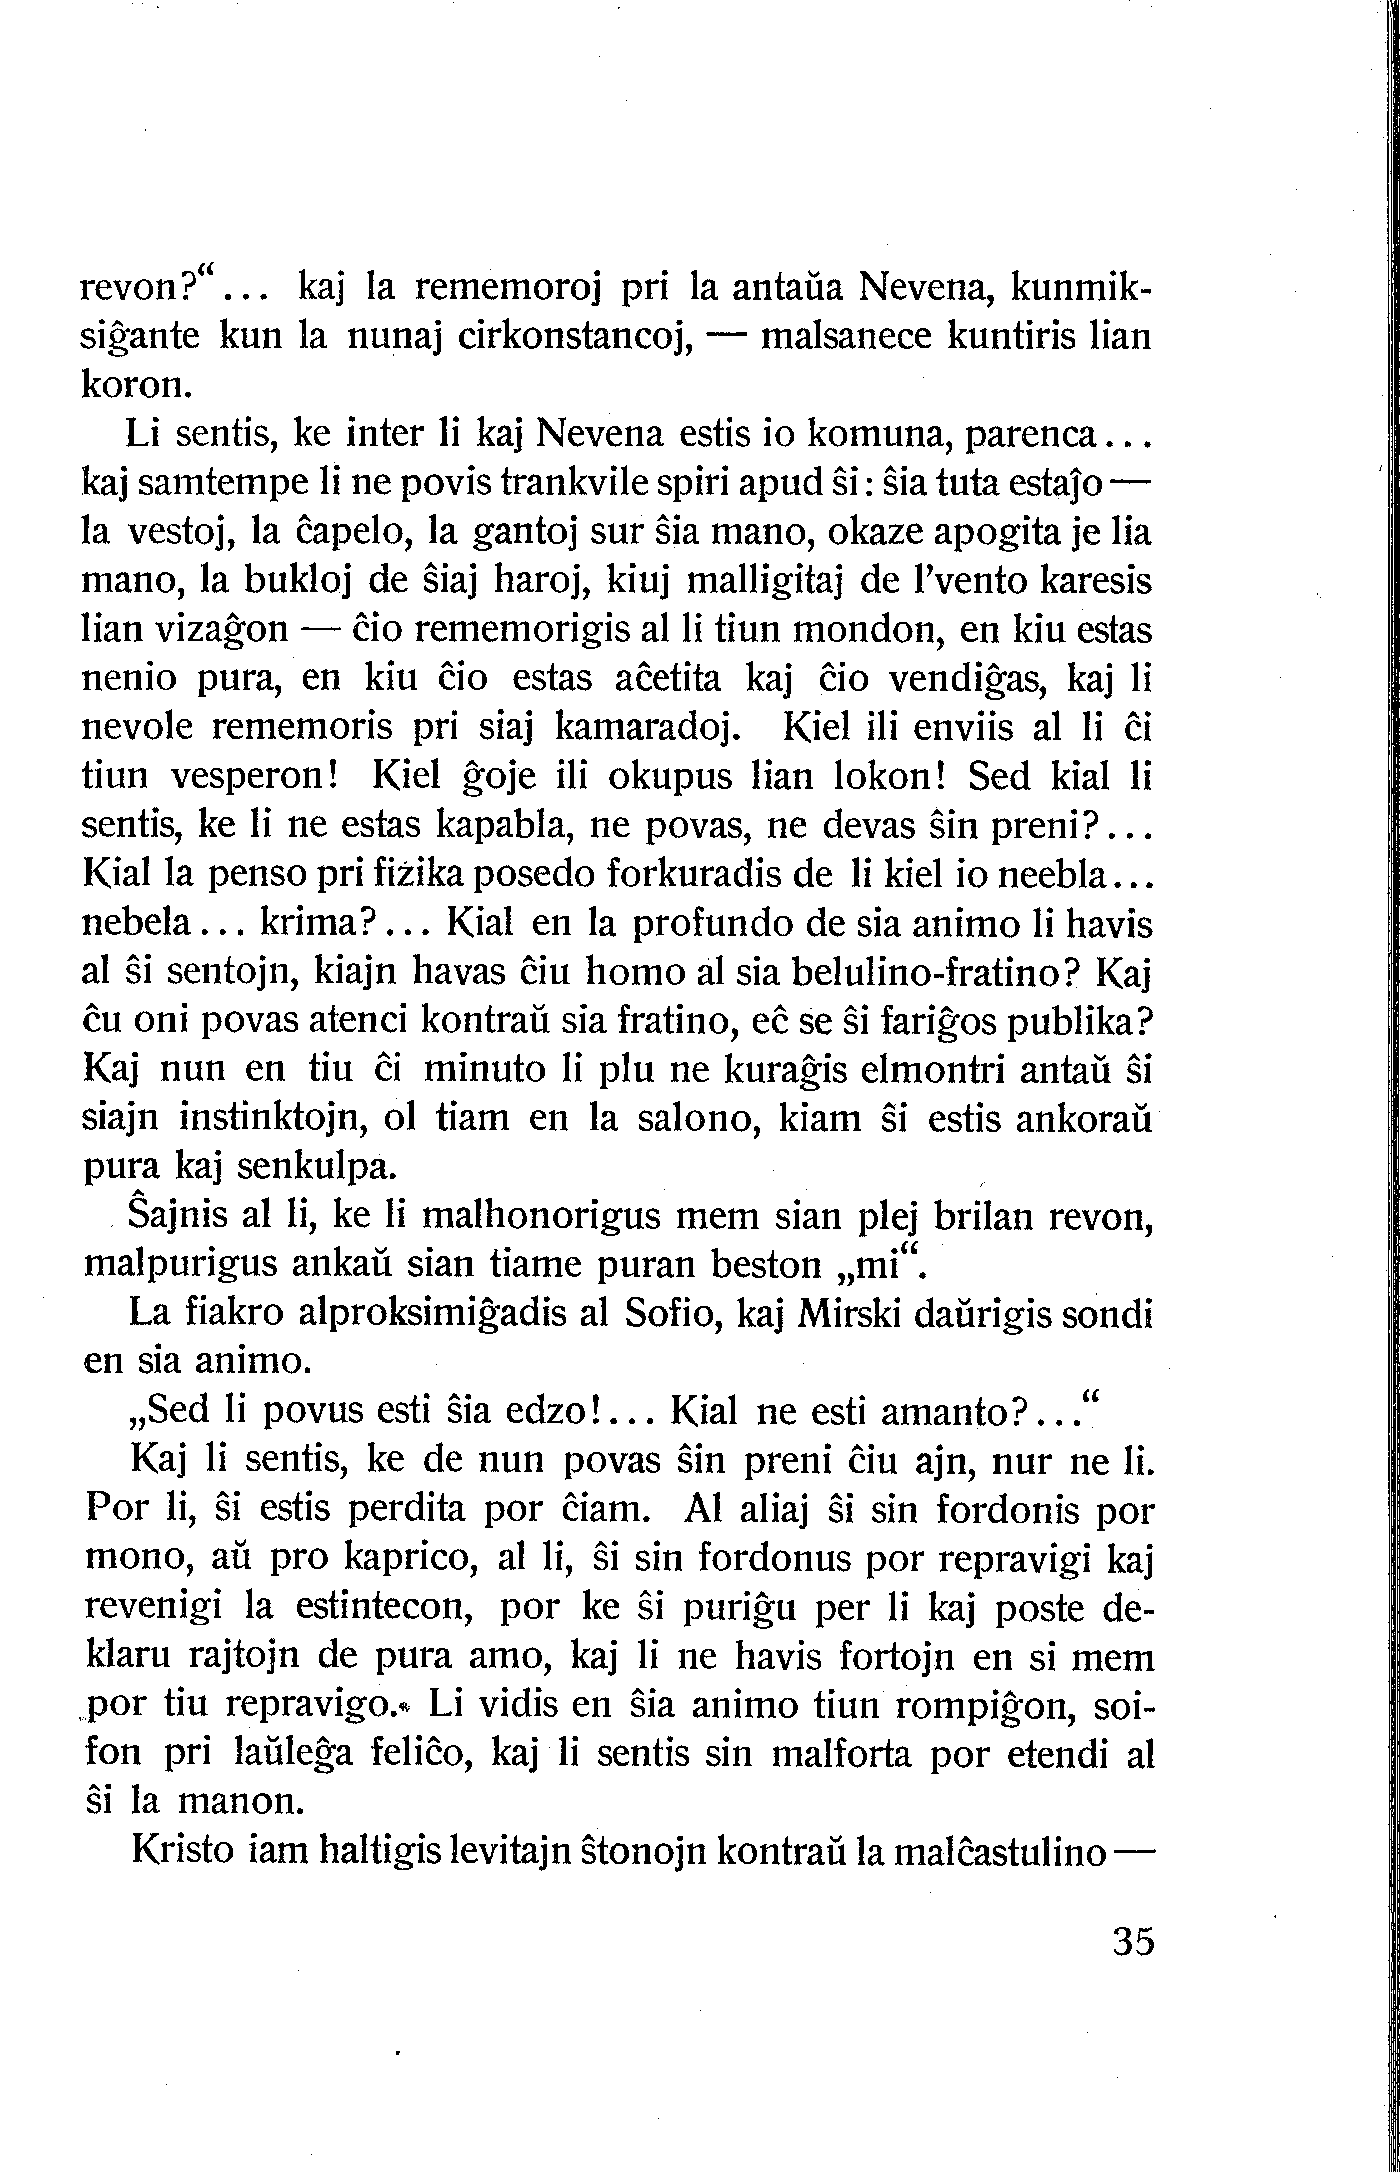 revon?“... kaj la rememoroj pri la antaŭa Nevena, kunmik-
siĝante kun la nunaj cirkonstancoj, — malsanece kuntiris lian
koron.
Li sentis, ke inter li kaj Nevena estis io komuna, parenca...
kaj samtempe li ne povis trankvile spiri apud ŝi: ŝia tuta estaĵo —
la vestoj, la ĉapelo, la gantoj sur ŝia mano, okaze apogita je lia
mano, la bukloj de ŝiaj haroj, kiuj malligitaj de l’vento karesis
lian vizaĝon — ĉio rememorigis al li tiun mondon, en kiu estas
nenio pura, en kiu ĉio estas aĉetita kaj ĉio vendiĝas, kaj li
nevole rememoris pri siaj kamaradoj. Kiel ili enviis al li ĉi
tiun vesperon! Kiel ĝoje ili okupus lian lokon! Sed kial li
sentis, ke li ne estas kapabla, ne povas, ne devas ŝin preni?...
Kial la penso pri fizika posedo forkuradis de li kiel io neebla...
nebela... krima?... Kial en la profundo de sia animo li havis
al ŝi sentojn, kiajn havas ĉiu homo al sia belulino-fratino? Kaj
ĉu oni povas atenci kontraŭ sia fratino, eĉ se ŝi fariĝos publika?
Kaj nun en tiu ĉi minuto li plu ne kuraĝis elmontri antaŭ ŝi
siajn instinktojn, ol tiam en la salono, kiam ŝi estis ankoraŭ
pura kaj senkulpa.
Ŝajnis al li, ke li malhonorigus mem sian plej brilan revon,
malpurigus ankaŭ sian tiame puran beston „mi“.
La fiakro alproksimiĝadis al Sofio, kaj Mirski daŭrigis sondi
en sia animo.
„Sed li povus esti ŝia edzo!... Kial ne esti amanto?...“
Kaj li sentis, ke de nun povas ŝin preni ĉiu ajn, nur ne li.
Por li, ŝi estis perdita por ĉiam. Al aliaj ŝi sin fordonis por
mono, aŭ pro kaprico, al li, ŝi sin fordonus por repravigi kaj
revenigi la estintecon, por ke ŝi puriĝu per li kaj poste de-
klaru rajtojn de pura amo, kaj li ne havis fortojn en si mem
por tiu repravigo. Li vidis en ŝia animo tiun rompiĝon, soi-
fon pri laŭleĝa feliĉo, kaj li sentis sin malforta por etendi al
ŝi la manon.
Kristo iam haltigis levitajn ŝtonojn kontraŭ la malĉastulino —
35